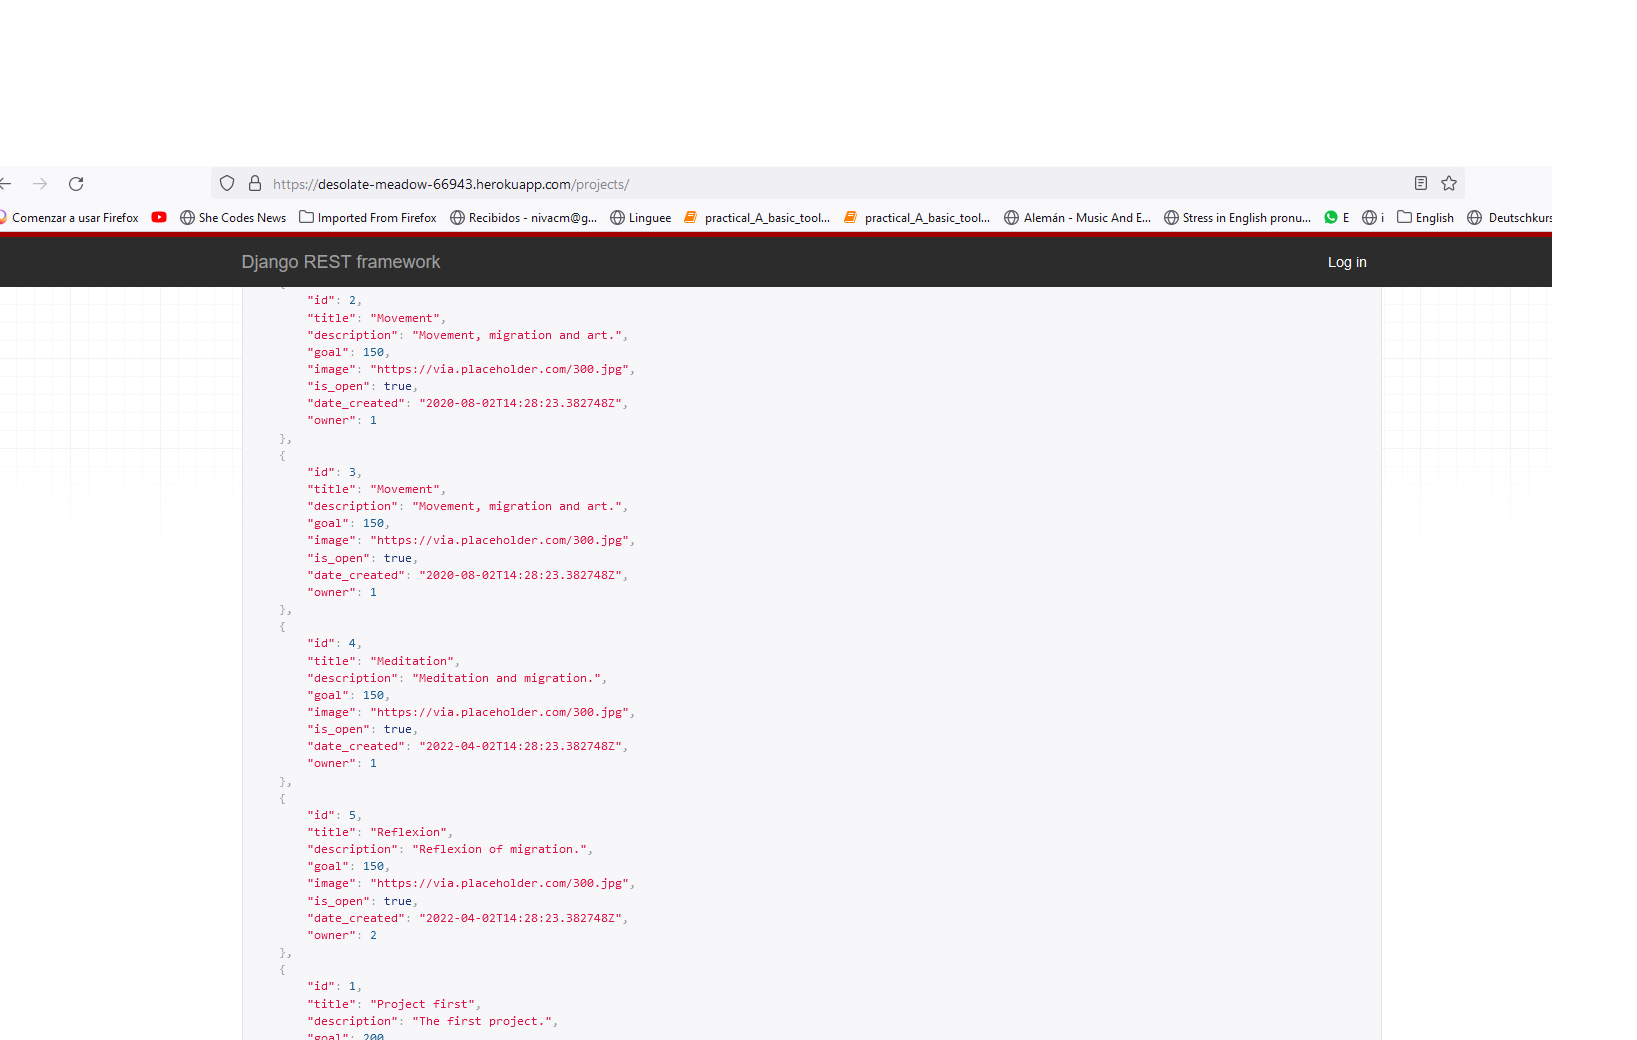 https://desolate-meadow-66943.herokuapp.com/projects/
Comenzar a usar Firefox She Codes News Imported From Firefox Recibidos - nivacm@g... Linguee practical_A_basic_tool... practical_A_basic_tool... Alemán - Music And E... Stress in English pronu... E i English Deutschkurs
Django REST framework Log in
{
"id": 2,
"title": "Movement",
"description": "Movement, migration and art.",
"goal": 150,
"image": "https://via.placeholder.com/300.jpg",
"is_open": true,
"date_created": "2020-08-02T14:28:23.382748Z",
"owner": 1
},
{
"id": 3,
"title": "Movement",
"description": "Movement, migration and art.",
"goal": 150,
"image": "https://via.placeholder.com/300.jpg",
"is_open": true,
"date_created": "2020-08-02T14:28:23.382748Z",
"owner": 1
},
{
"id": 4,
"title": "Meditation",
"description": "Meditation and migration.",
"goal": 150,
"image": "https://via.placeholder.com/300.jpg",
"is_open": true,
"date_created": "2022-04-02T14:28:23.382748Z",
"owner": 1
},
{
"id": 5,
"title": "Reflexion",
"description": "Reflexion of migration.",
"goal": 150,
"image": "https://via.placeholder.com/300.jpg",
"is_open": true,
"date_created": "2022-04-02T14:28:23.382748Z",
"owner": 2
},
{
"id": 1,
"title": "Project first",
"description": "The first project.",
"goal": 200